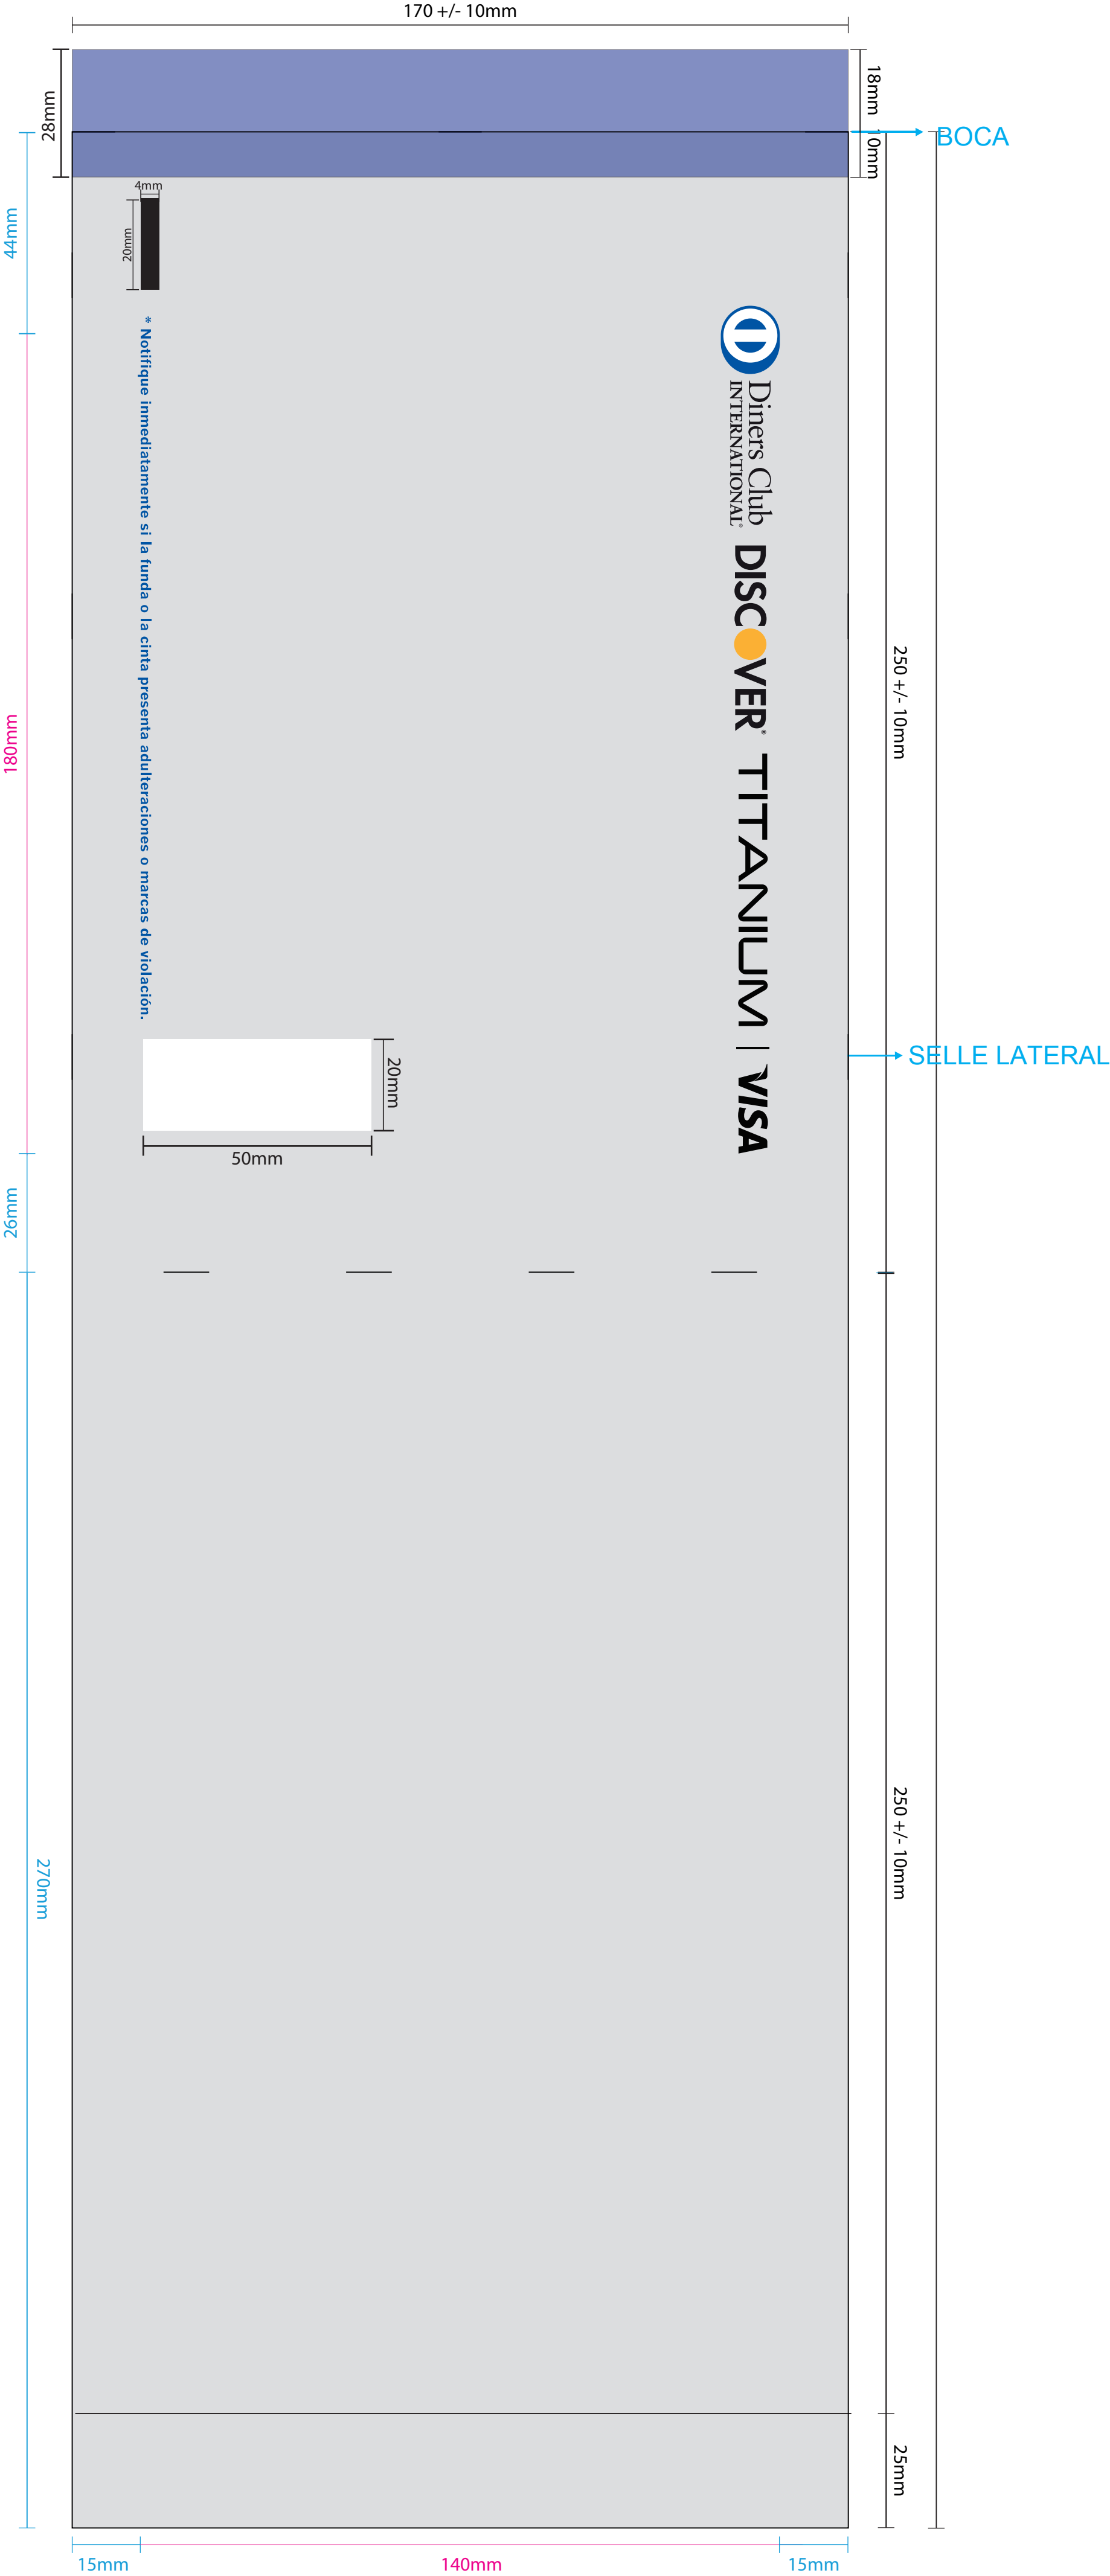 170 +/- 10mm
28mm
18mm
10mm
BOCA
4mm
20mm
44mm
* Notifique inmediatamente si la funda o la cinta presenta adulteraciones o marcas de violación.
Diners Club
INTERNATIONAL®
DISCOVER®
TITANIUM | VISA
250 +/- 10mm
180mm
SELLE LATERAL
20mm
50mm
26mm
250 +/- 10mm
270mm
25mm
15mm
140mm
15mm